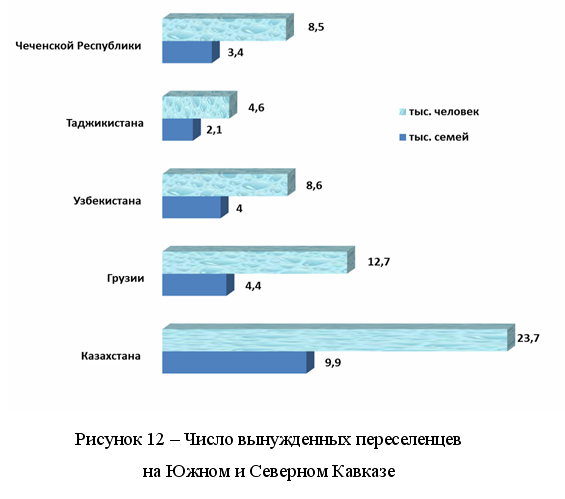 8,5
Чеченской Республики
3,4
4,6
тыс. человек
Таджикистана
2,1
тыс. семей
8,6
Узбекистана
4
12,7
Грузии
4,4
23,7
Казахстана
9,9
Рисунок 12 – Число вынужденных переселенцев
на Южном и Северном Кавказе